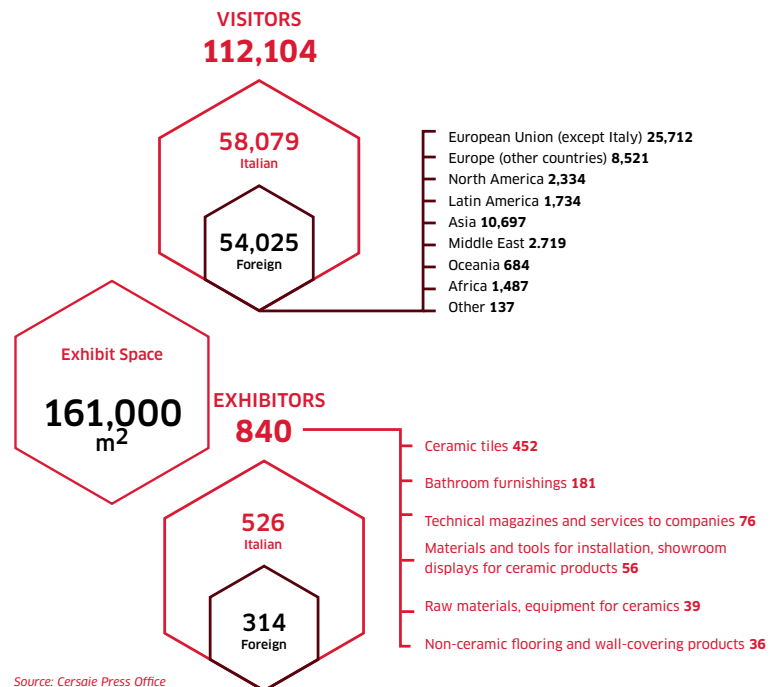 VISITORS
112,104
58,079
Italian
54,025
Foreign
European Union (except Italy) 25,712
Europe (other countries) 8,521
North America 2,334
Latin America 1,734
Asia 10,697
Middle East 2.719
Oceania 684
Africa 1,487
Other 137
Exhibit Space
161,000
m²
EXHIBITORS
840
526
Italian
314
Foreign
Ceramic tiles 452
Bathroom furnishings 181
Technical magazines and services to companies 76
Materials and tools for installation, showroom
displays for ceramic products 56
Raw materials, equipment for ceramics 39
Non-ceramic flooring and wall-covering products 36
Source: Cersaie Press Office